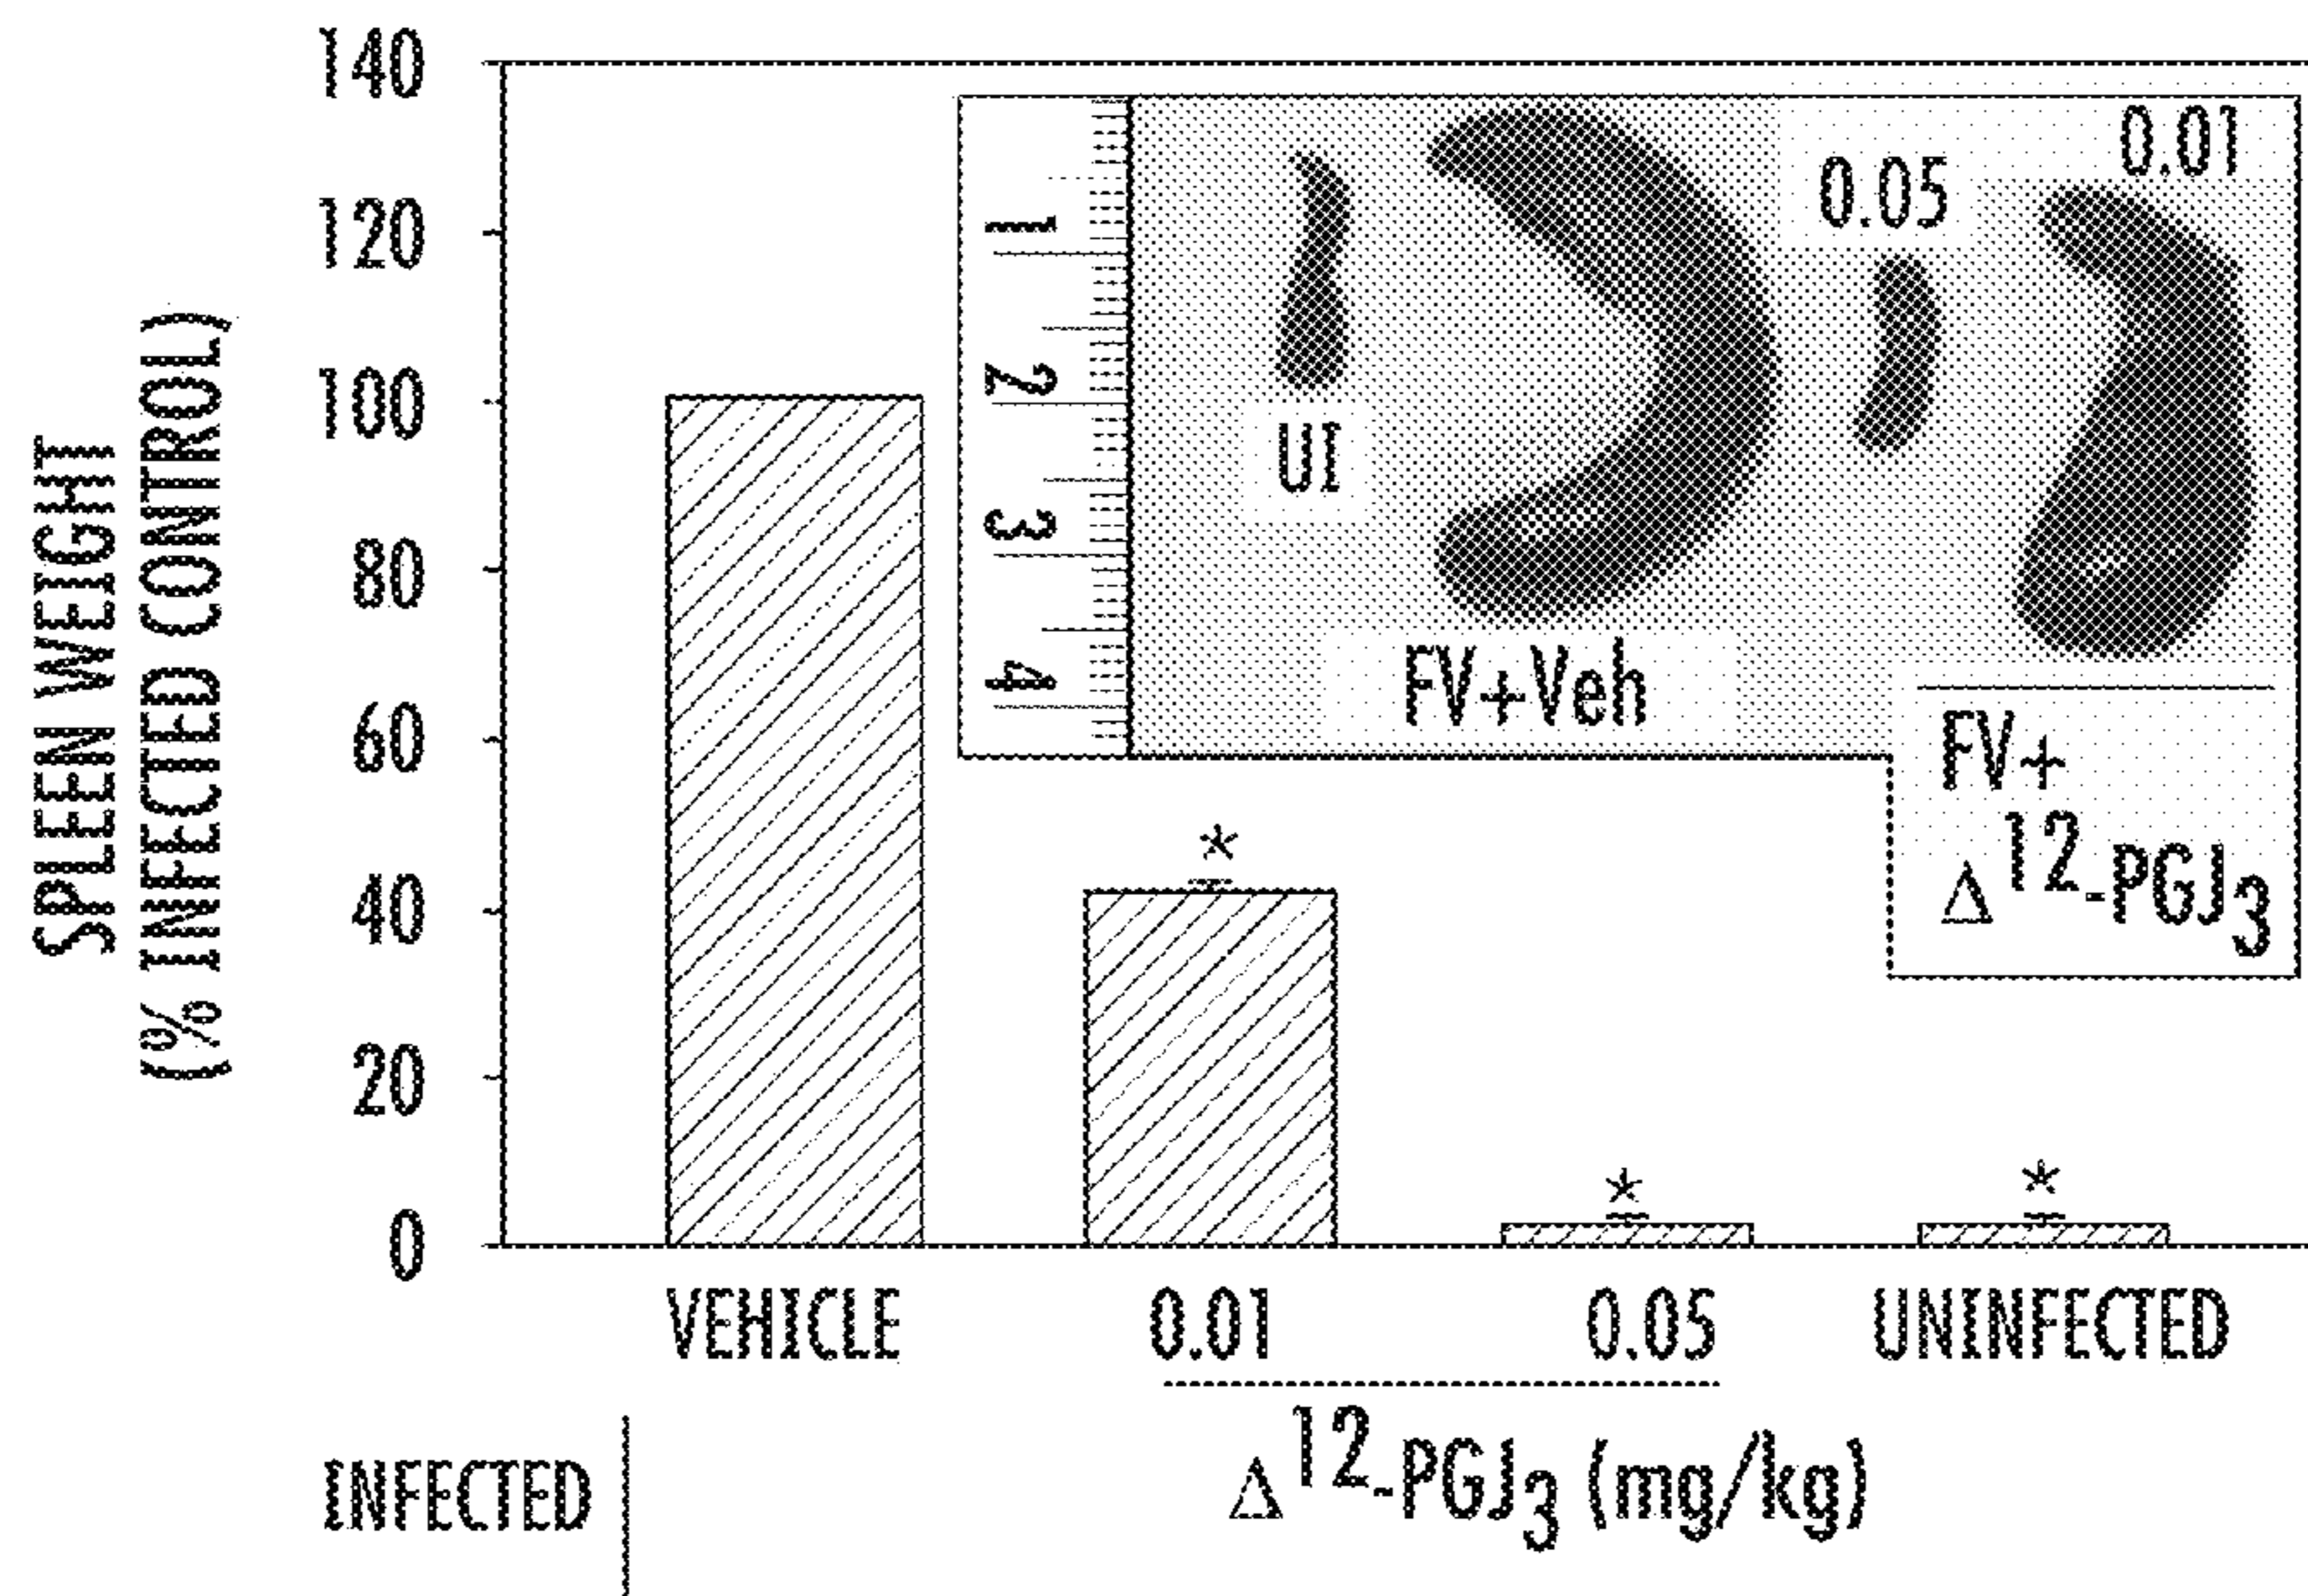 SPLEEN WEIGHT
(% INFECTED CONTROL)
140
120
100
80
60
40
20
0
1
2
3
4
UI
FV+Veh
0.05
0.01
FV+
Δ¹²-PGJ₃
*
*
*
VEHICLE
0.01
0.05
UNINFECTED
INFECTED
Δ¹²-PGJ₃ (mg/kg)